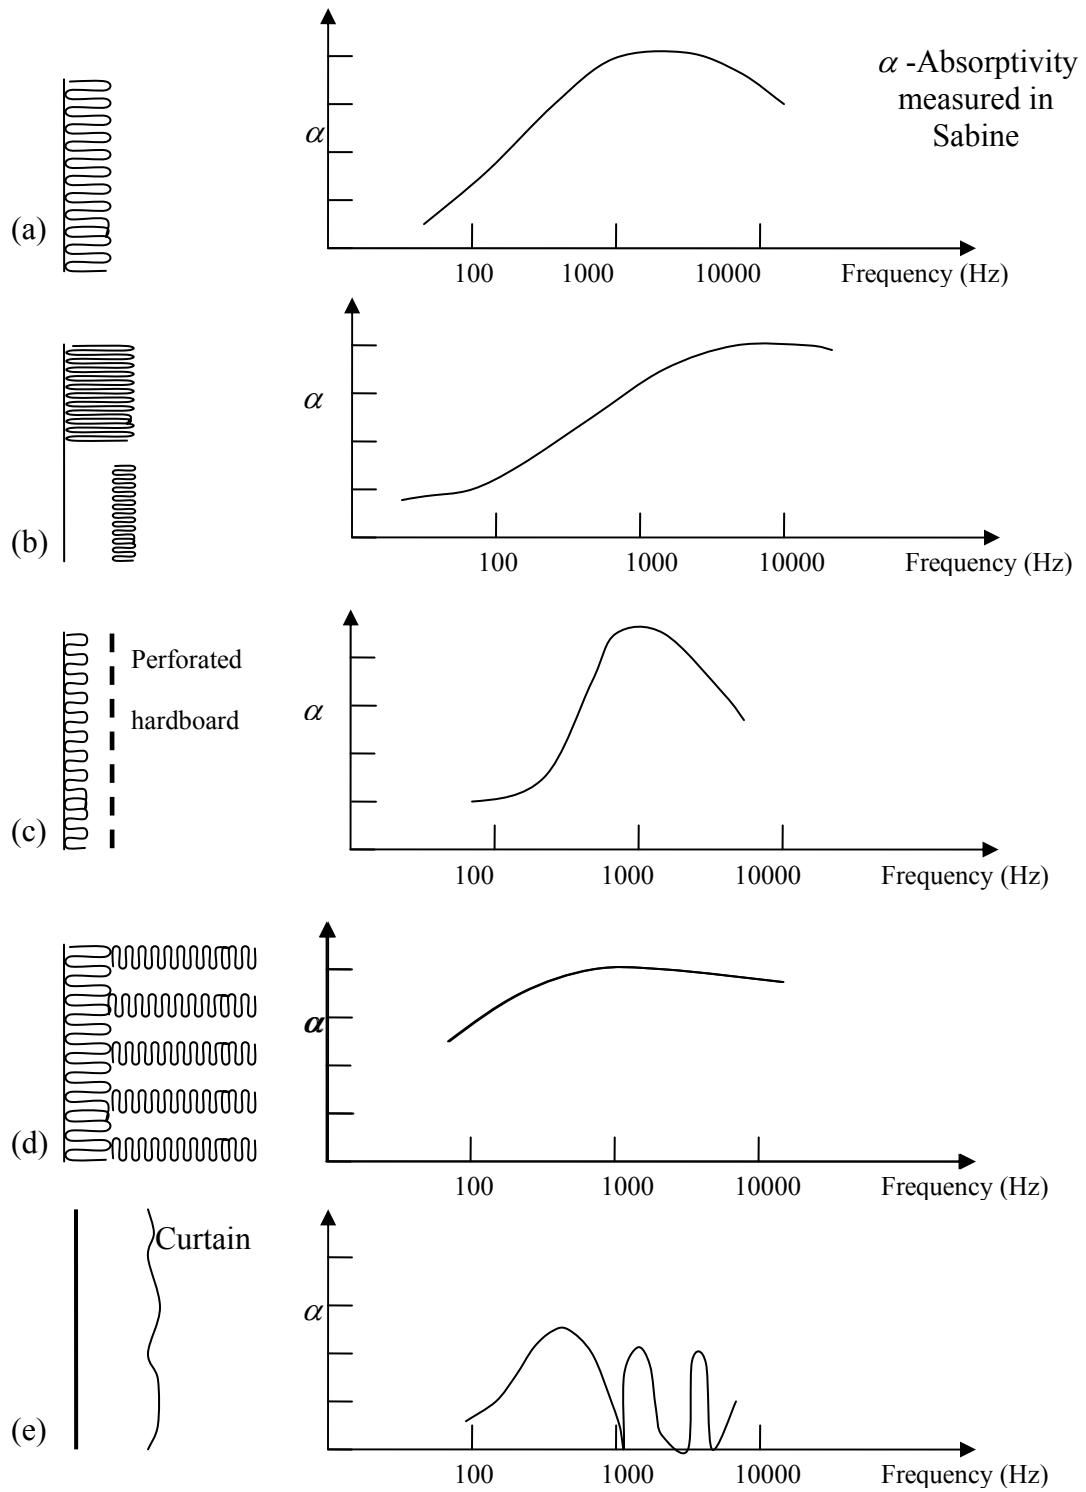 α -Absorptivity
measured in
Sabine
α
(a)
100 1000 10000 Frequency (Hz)
α
(b)
100 1000 10000 Frequency (Hz)
Perforated
hardboard
α
(c)
100 1000 10000 Frequency (Hz)
α
(d)
100 1000 10000 Frequency (Hz)
Curtain
α
(e)
100 1000 10000 Frequency (Hz)